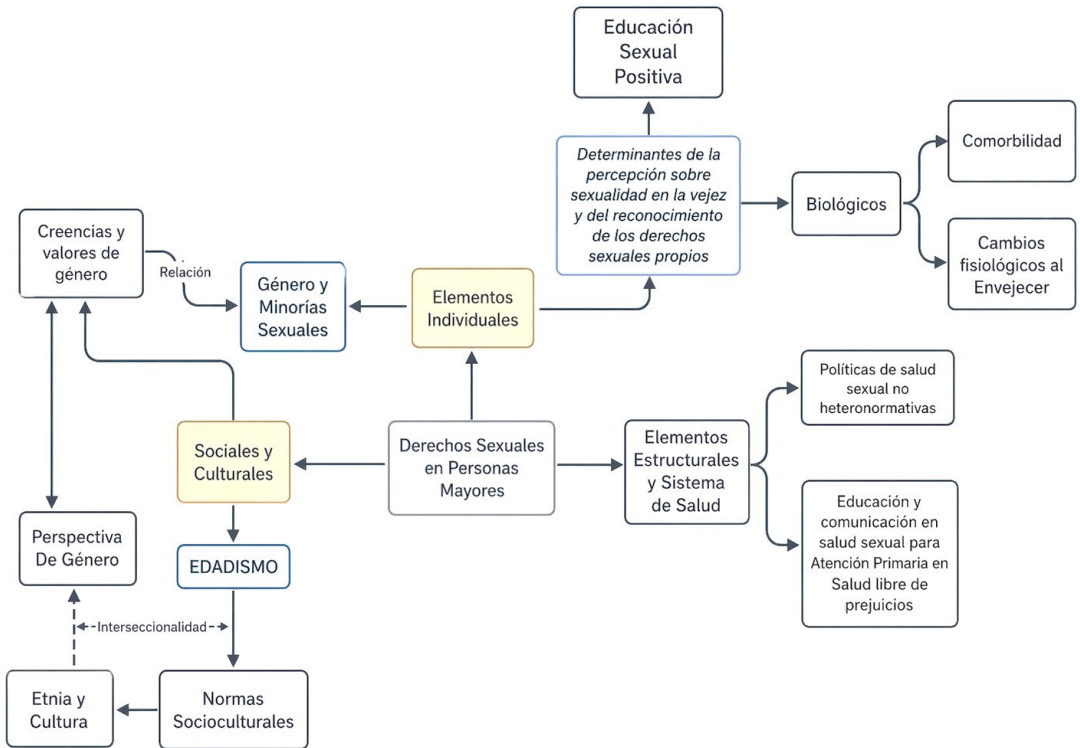 Educación
Sexual
Positiva
Determinantes de la
percepción sobre
sexualidad en la vejez
y del reconocimiento
de los derechos
sexuales propios
Biológicos
Comorbilidad
Cambios
fisiológicos al
Envejecer
Creencias y
valores de
género
Relación
Género y
Minorías
Sexuales
Elementos
Individuales
Políticas de salud
sexual no
heteronormativas
Sociales y
Culturales
Derechos Sexuales
en Personas
Mayores
Elementos
Estructurales
y Sistema
de Salud
Educación y
comunicación en
salud sexual para
Atención Primaria en
Salud libre de
prejuicios
Perspectiva
De Género
EDADISMO
Interseccionalidad
Etnia y
Cultura
Normas
Socioculturales